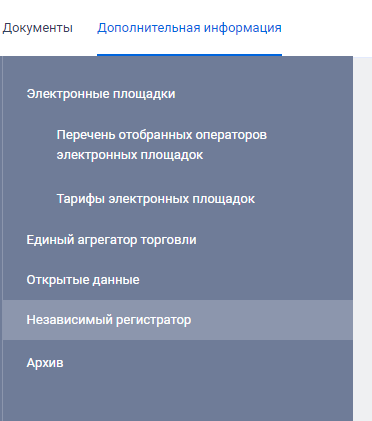 Документы Дополнительная информация
Электронные площадки
Перечень отобранных операторов
электронных площадок
Тарифы электронных площадок
Единый агрегатор торговли
Открытые данные
Независимый регистратор
Архив